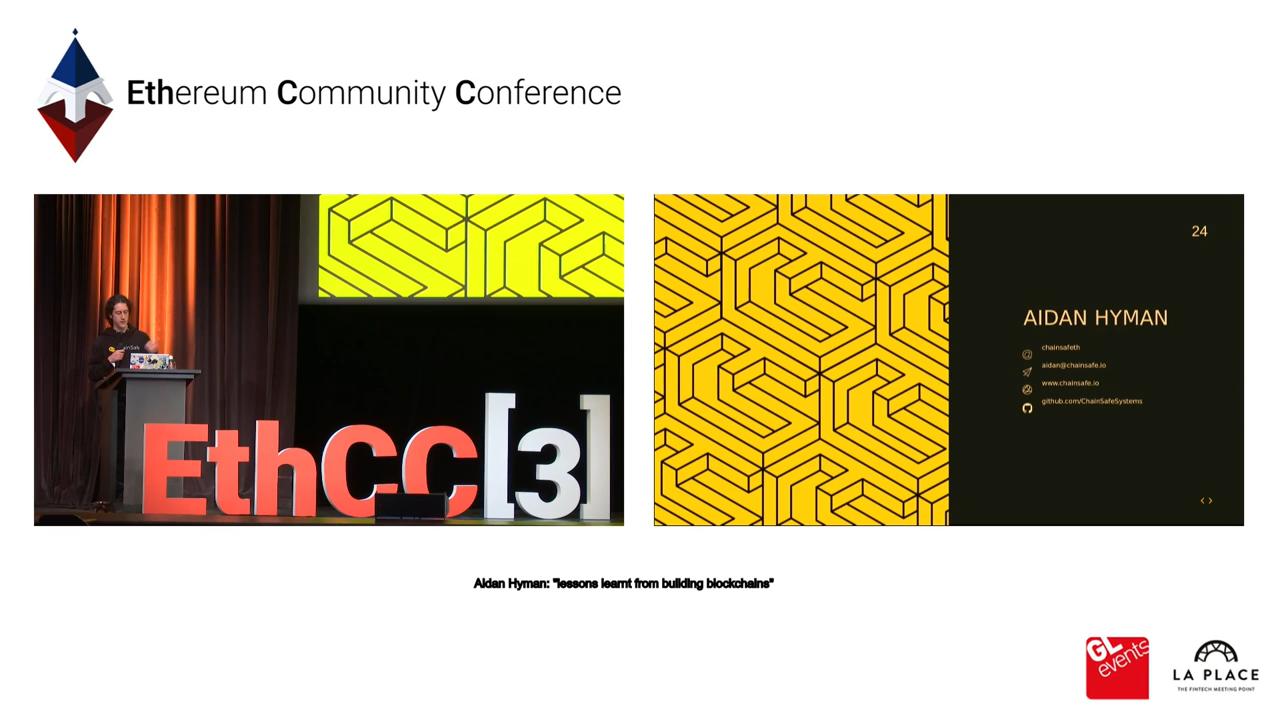 Ethereum Community Conference
EthCC[3]
24
AIDAN HYMAN
chainsafeth
aidan@chainsafe.io
www.chainsafe.io
github.com/ChainSafeSystems
Aidan Hyman: "lessons learnt from building blockchains"
GL events
LA PLACE
THE FINTECH MEETING POINT